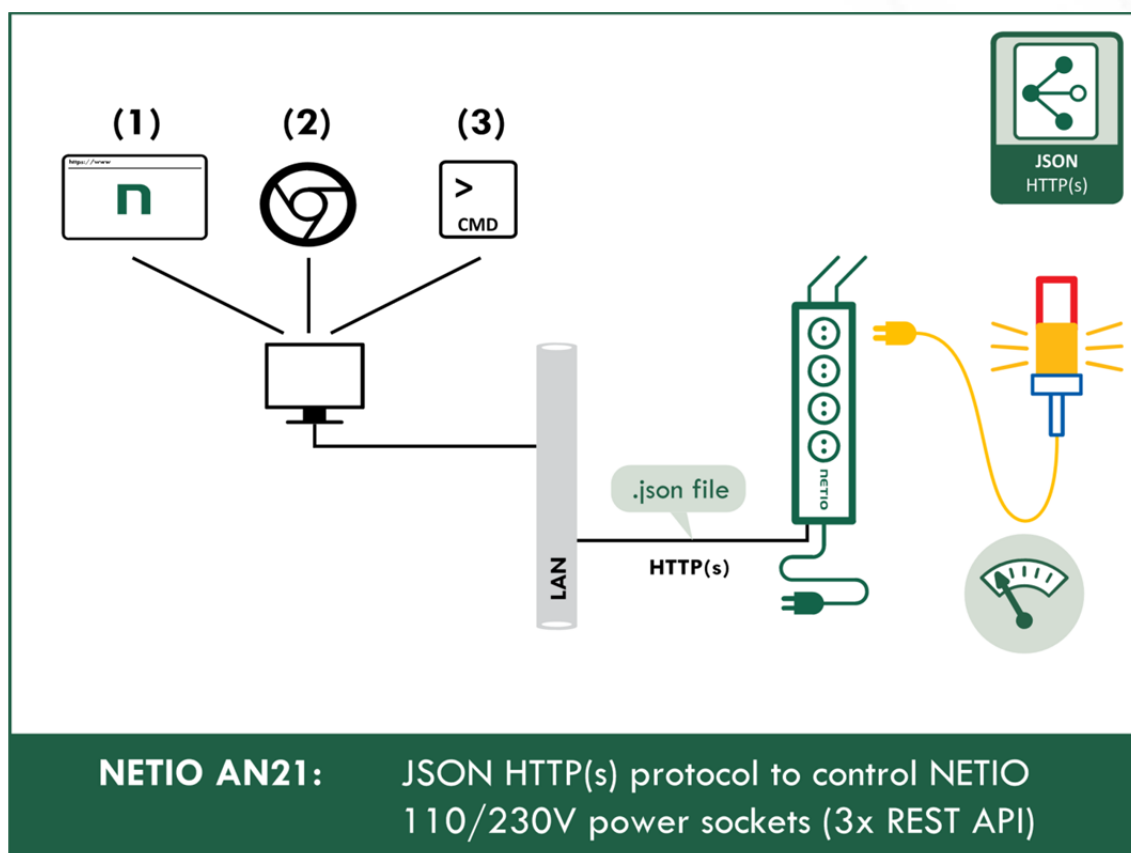 (1)
(2)
(3)
JSON
HTTP(s)
https://www
n
>
CMD
.json file
NETIO
LAN
HTTP(s)
NETIO AN21:
JSON HTTP(s) protocol to control NETIO
110/230V power sockets (3x REST API)